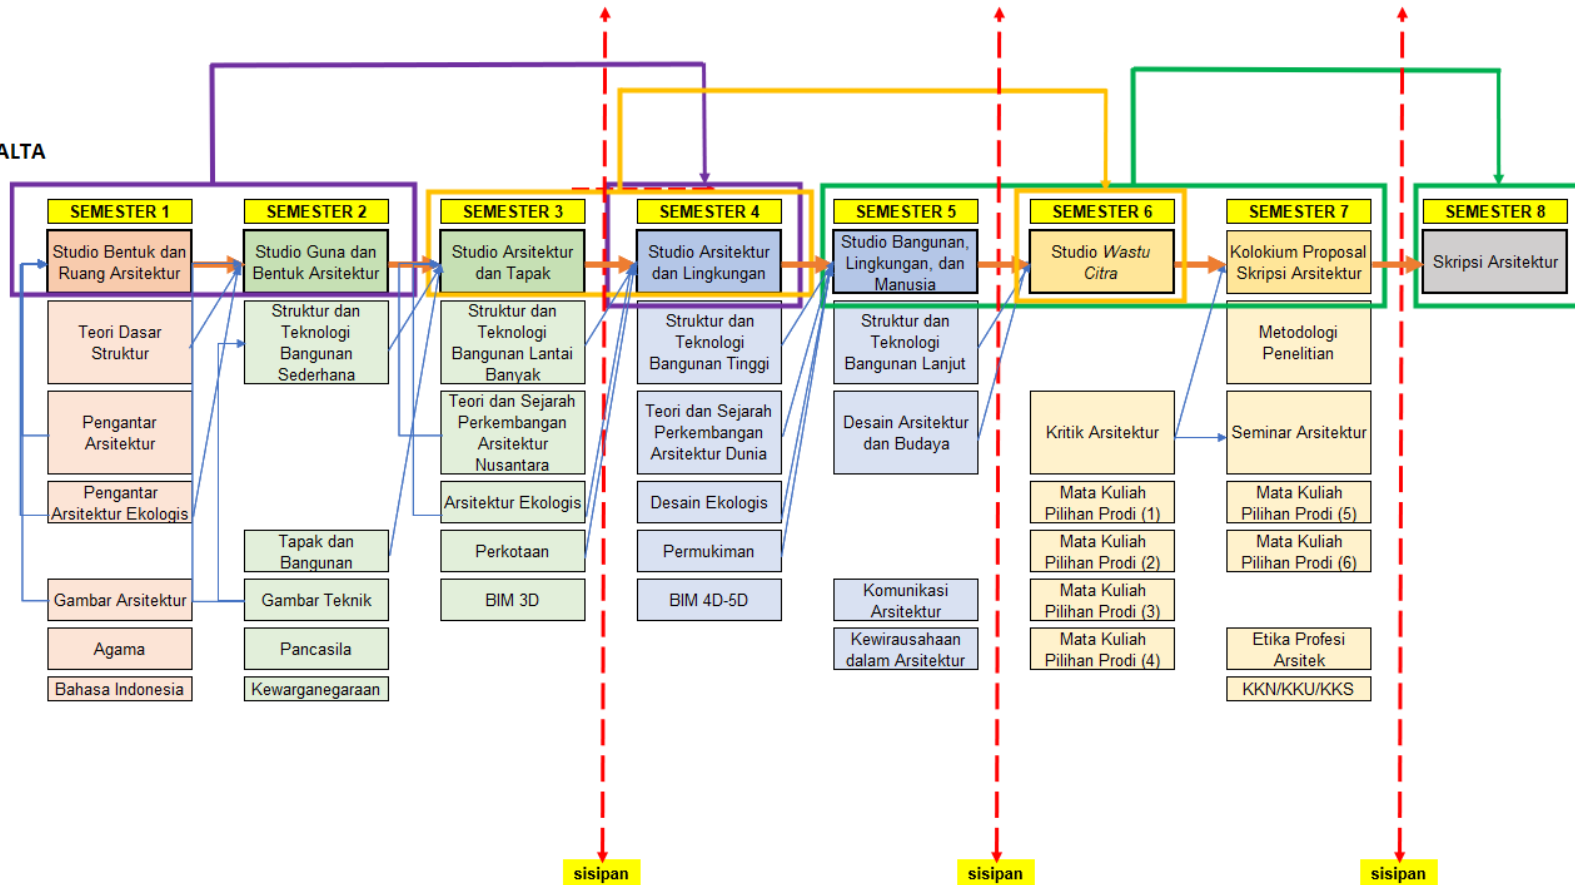 ALTA
SEMESTER 1
Studio Bentuk dan
Ruang Arsitektur
Teori Dasar
Struktur
Pengantar
Arsitektur
Pengantar
Arsitektur Ekologis
Gambar Arsitektur
Agama
Bahasa Indonesia
SEMESTER 2
Studio Guna dan
Bentuk Arsitektur
Struktur dan
Teknologi
Bangunan
Sederhana
Tapak dan
Bangunan
Gambar Teknik
Pancasila
Kewarganegaraan
SEMESTER 3
Studio Arsitektur
dan Tapak
Struktur dan
Teknologi
Bangunan Lantai
Banyak
Teori dan Sejarah
Perkembangan
Arsitektur
Nusantara
Arsitektur Ekologis
Perkotaan
BIM 3D
SEMESTER 4
Studio Arsitektur
dan Lingkungan
Struktur dan
Teknologi
Bangunan Tinggi
Teori dan Sejarah
Perkembangan
Arsitektur Dunia
Desain Ekologis
Permukiman
BIM 4D-5D
SEMESTER 5
Studio Bangunan,
Lingkungan, dan
Manusia
Struktur dan
Teknologi
Bangunan Lanjut
Desain Arsitektur
dan Budaya
Komunikasi
Arsitektur
Kewirausahaan
dalam Arsitektur
SEMESTER 6
Studio Wastu
Citra
Kritik Arsitektur
Mata Kuliah
Pilihan Prodi (1)
Mata Kuliah
Pilihan Prodi (2)
Mata Kuliah
Pilihan Prodi (3)
Mata Kuliah
Pilihan Prodi (4)
SEMESTER 7
Kolokium Proposal
Skripsi Arsitektur
Metodologi
Penelitian
Seminar Arsitektur
Mata Kuliah
Pilihan Prodi (5)
Mata Kuliah
Pilihan Prodi (6)
Etika Profesi
Arsitek
KKN/KKU/KKS
SEMESTER 8
Skripsi Arsitektur
sisipan
sisipan
sisipan